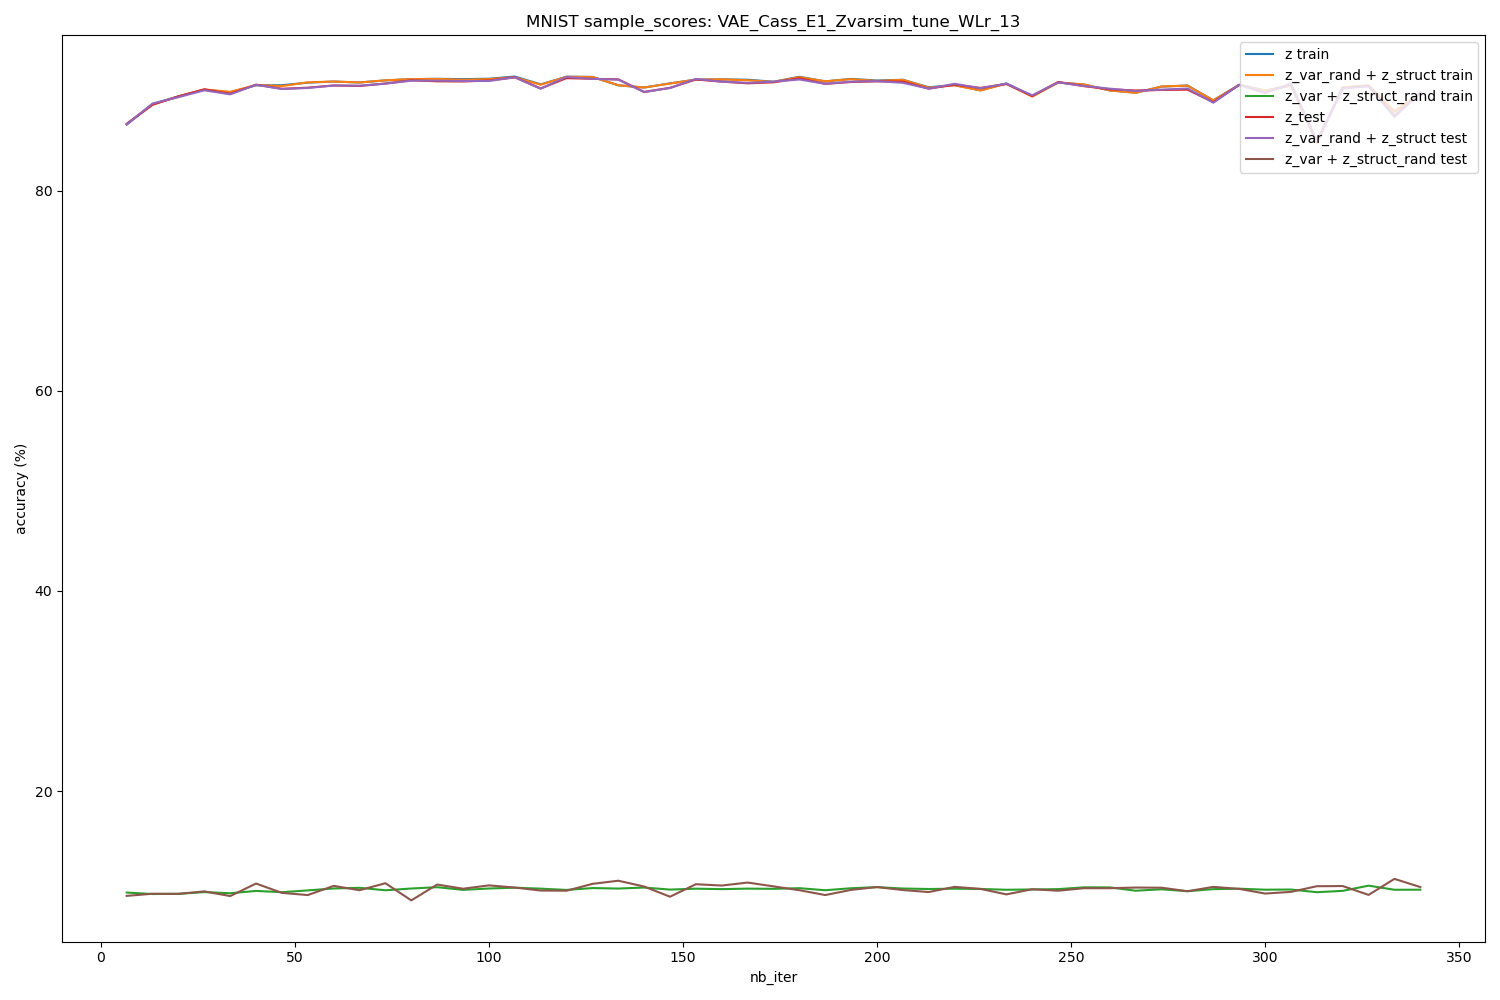 MNIST sample_scores: VAE_Cass_E1_Zvarsim_tune_WLr_13
z train
z_var_rand + z_struct train
z_var + z_struct_rand train
z_test
z_var_rand + z_struct test
z_var + z_struct_rand test
accuracy (%)
80
60
40
20
0 50 100 150 200 250 300 350
nb_iter